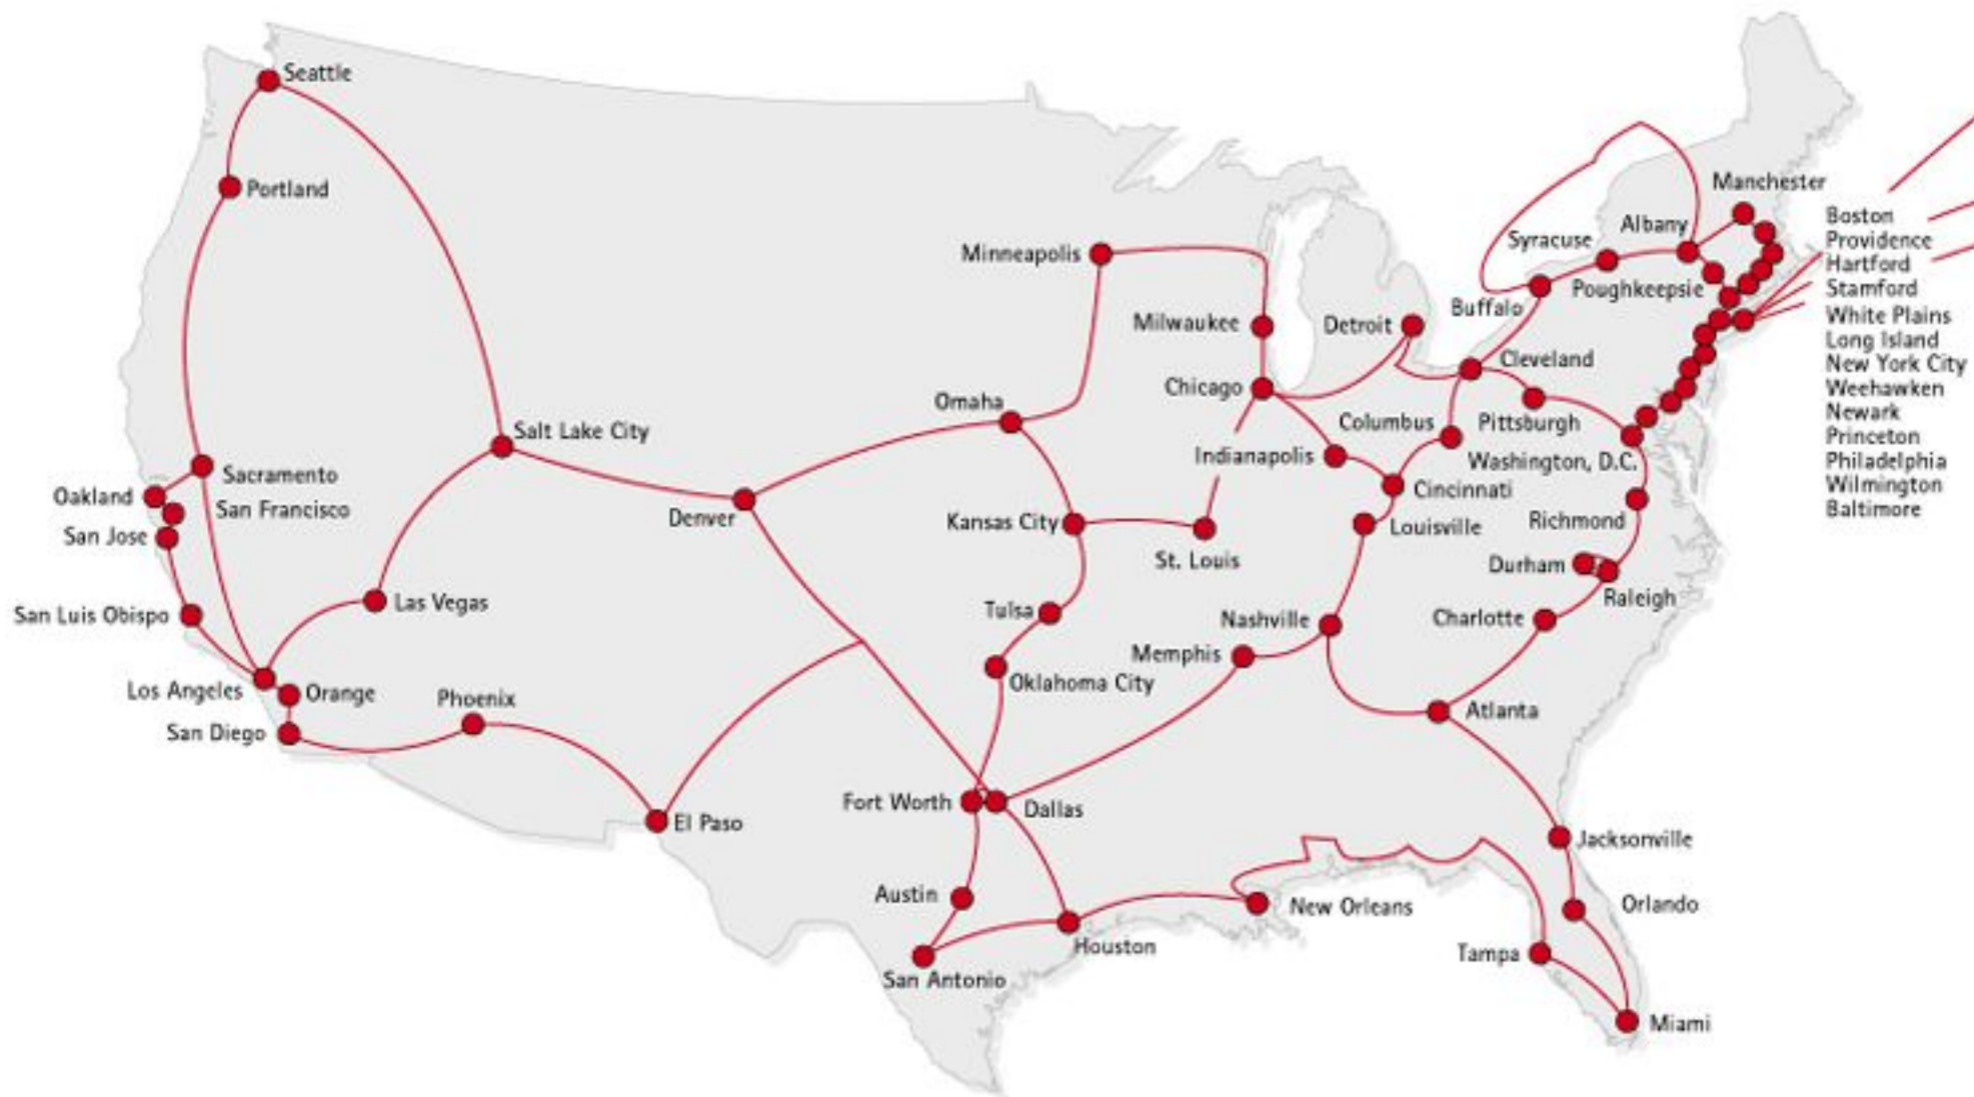 Seattle
Portland
Manchester
Boston
Albany
Syracuse
Providence
Minneapolis
Hartford
Poughkeepsie
Stamford
Buffalo
White Plains
Milwaukee
Detroit
Long Island
Cleveland
New York City
Chicago
Weehawken
Omaha
Newark
Columbus
Pittsburgh
Salt Lake City
Princeton
Indianapolis
Washington, D.C.
Philadelphia
Sacramento
Wilmington
Cincinnati
Oakland
San Francisco
Baltimore
Denver
Kansas City
Richmond
Louisville
San Jose
St. Louis
Durham
Las Vegas
Raleigh
Tulsa
San Luis Obispo
Nashville
Charlotte
Memphis
Oklahoma City
Los Angeles
Orange
Phoenix
Atlanta
San Diego
Fort Worth
Dallas
El Paso
Jacksonville
Austin
New Orleans
Orlando
Houston
Tampa
San Antonio
Miami